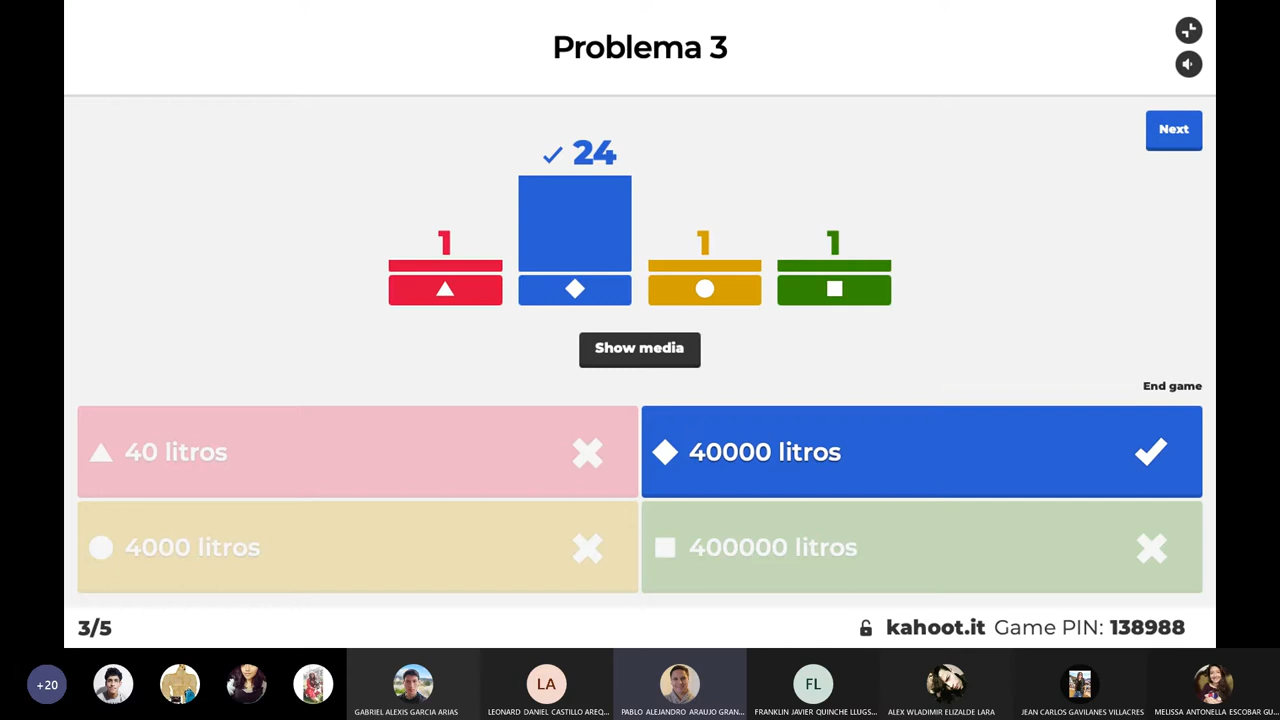 Problema 3
Next
24
1
1
1
Show media
End game
40 litros
40000 litros
4000 litros
400000 litros
3/5
kahoot.it Game PIN: 138988
+20
GABRIEL ALEXIS GARCIA ARIAS
LA
LEONARD DANIEL CASTILLO AREQ...
PABLO ALEJANDRO ARAUJO GRAN...
FL
FRANKLIN JAVIER QUINCHE LLUGS...
ALEX WLADIMIR ELIZALDE LARA
JEAN CARLOS GAVILANES VILLACRES
MELISSA ANTONELLA ESCOBAR GU...